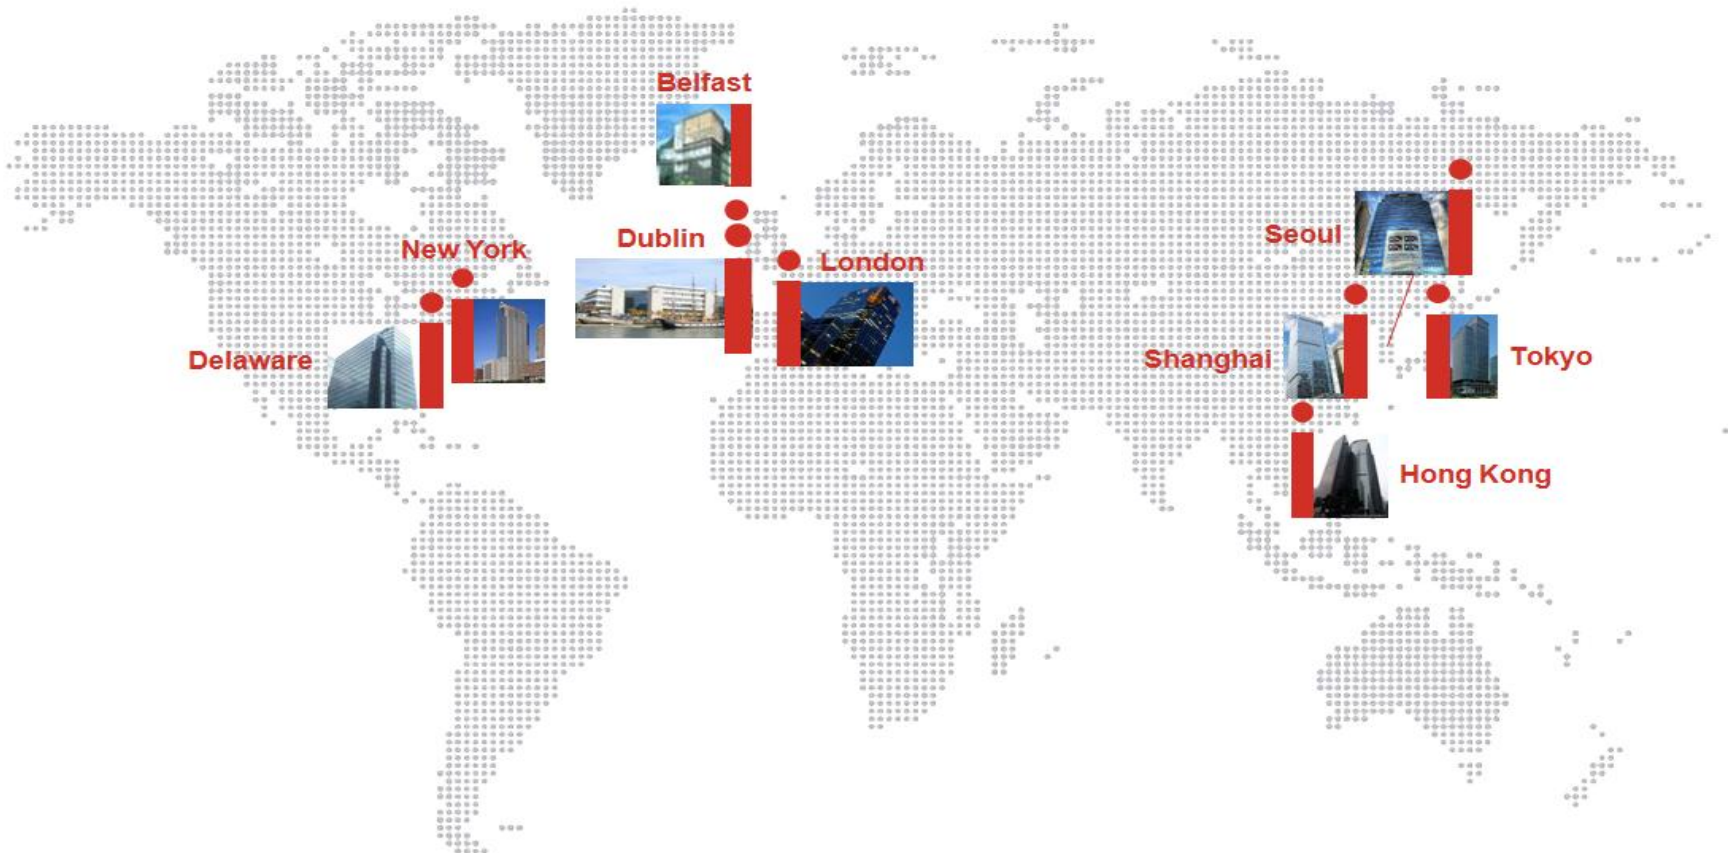 Belfast
Dublin
New York
London
Seoul
Delaware
Shanghai
Tokyo
Hong Kong